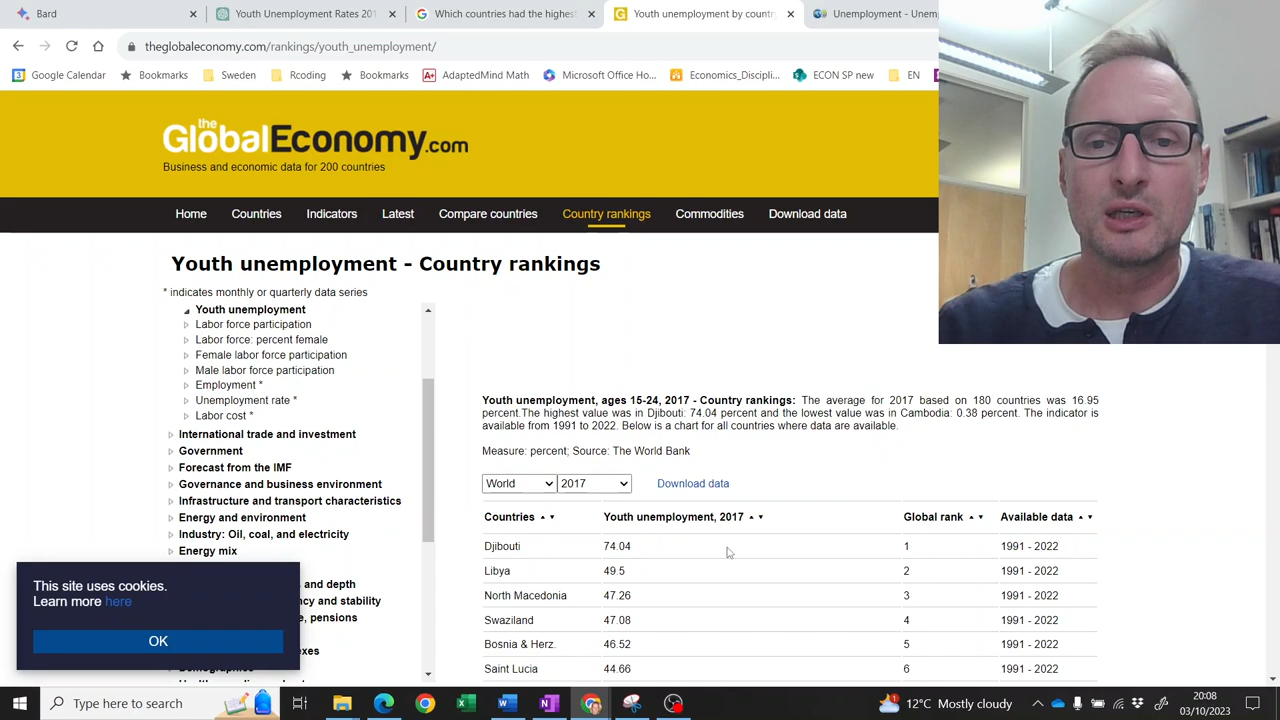 Bard
Youth Unemployment Rates 201
Which countries had the highest
Youth unemployment by countr
Unemployment - Unem
theglobaleconomy.com/rankings/youth_unemployment/
Google Calendar
Bookmarks
Sweden
Rcoding
Bookmarks
AdaptedMind Math
Microsoft Office Ho...
Economics_Discipli...
ECON SP new
EN
the
GlobalEconomy.com
Business and economic data for 200 countries
Home
Countries
Indicators
Latest
Compare countries
Country rankings
Commodities
Download data
Youth unemployment - Country rankings
* indicates monthly or quarterly data series
Youth unemployment
Labor force participation
Labor force: percent female
Female labor force participation
Male labor force participation
Employment *
Unemployment rate *
Labor cost *
International trade and investment
Government
Forecast from the IMF
Governance and business environment
Infrastructure and transport characteristics
Energy and environment
Industry: Oil, coal, and electricity
Energy mix
and depth
cy and stability
, pensions
exes
This site uses cookies.
Learn more here
OK
Youth unemployment, ages 15-24, 2017 - Country rankings: The average for 2017 based on 180 countries was 16.95
percent.The highest value was in Djibouti: 74.04 percent and the lowest value was in Cambodia: 0.38 percent. The indicator is
available from 1991 to 2022. Below is a chart for all countries where data are available.
Measure: percent; Source: The World Bank
World 2017 Download data
Countries Youth unemployment, 2017 Global rank Available data
Djibouti 74.04 1 1991 - 2022
Libya 49.5 2 1991 - 2022
North Macedonia 47.26 3 1991 - 2022
Swaziland 47.08 4 1991 - 2022
Bosnia & Herz. 46.52 5 1991 - 2022
Saint Lucia 44.66 6 1991 - 2022
Type here to search
12°C Mostly cloudy
20:08
03/10/2023